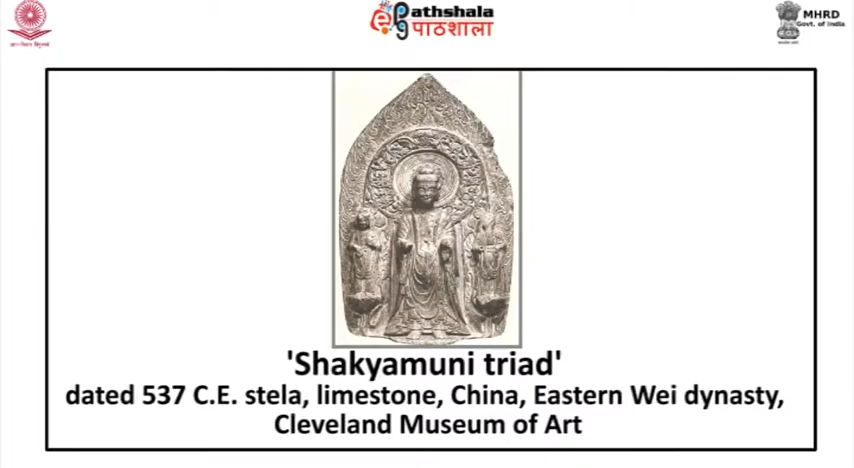 epathshala
पाठशाला
MHRD
Govt. of India
'Shakyamuni triad'
dated 537 C.E. stela, limestone, China, Eastern Wei dynasty,
Cleveland Museum of Art